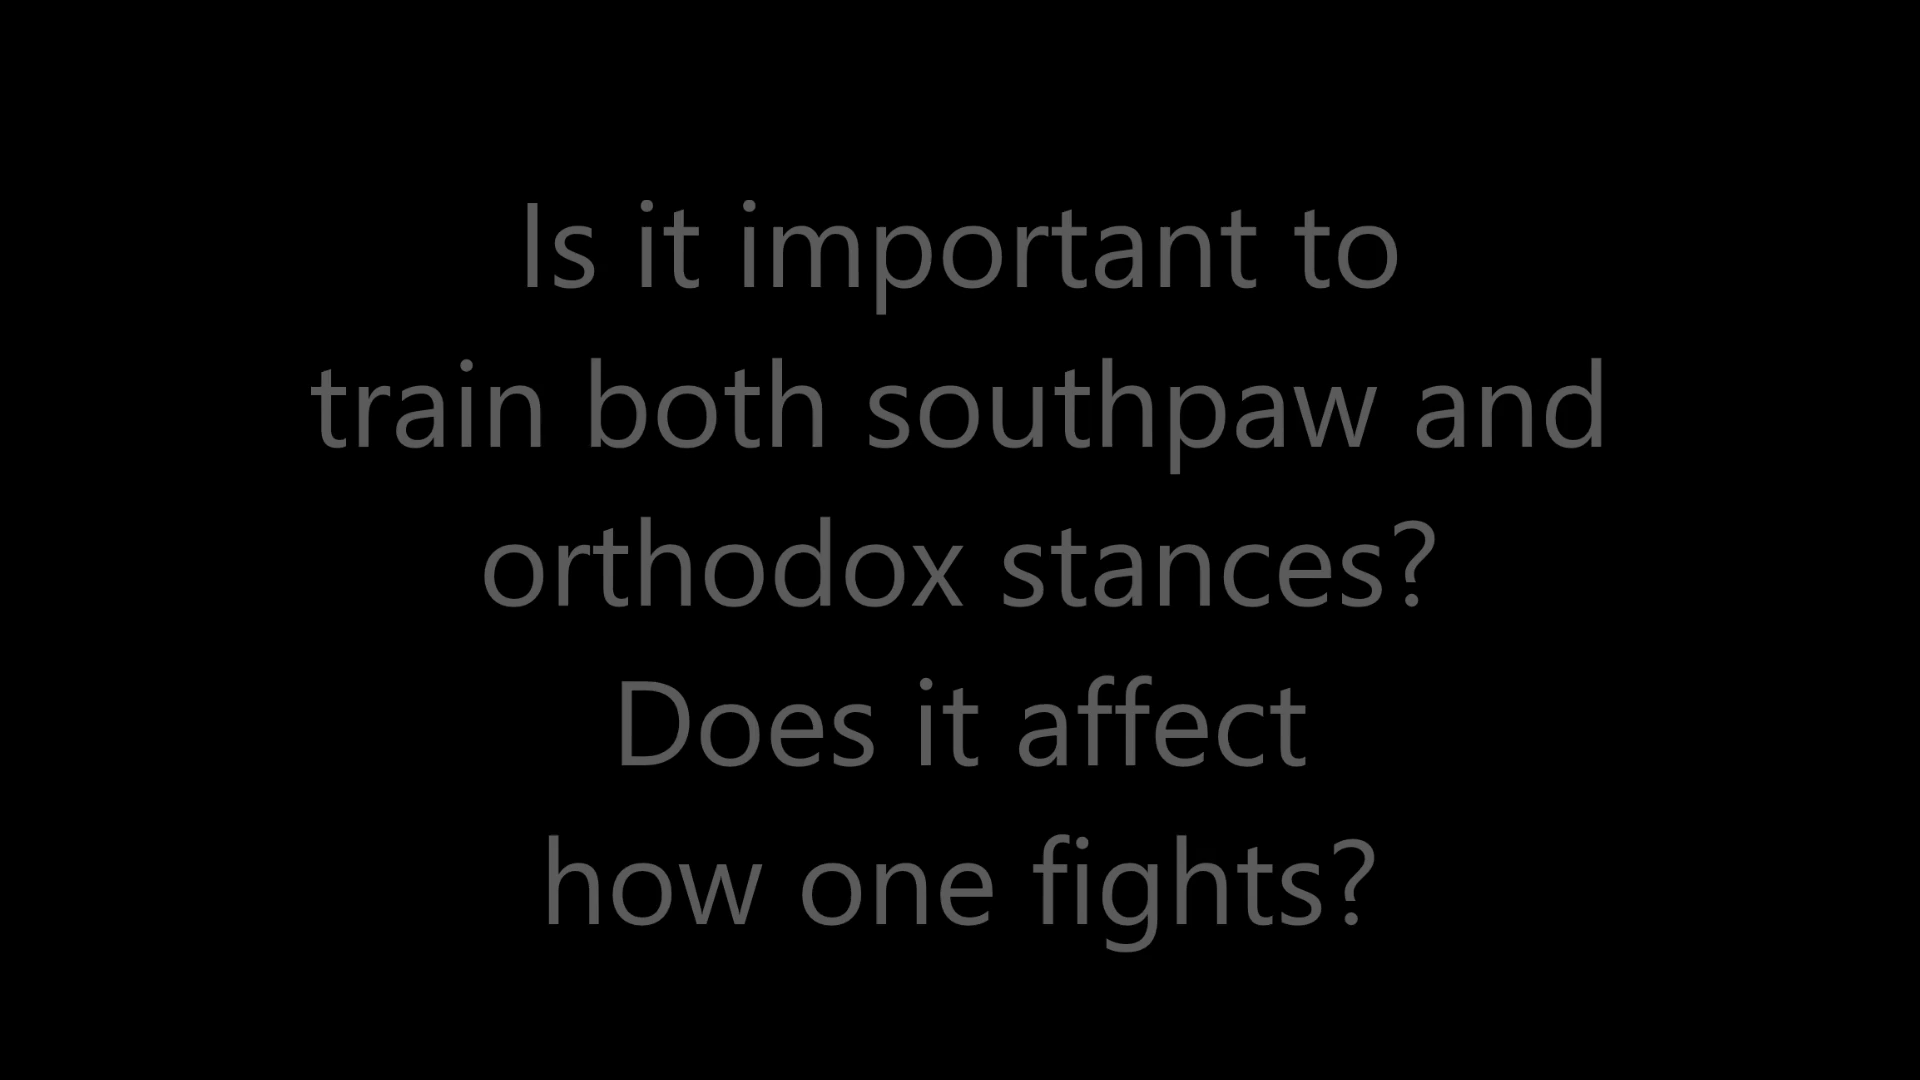 Is it important to
train both southpaw and
orthodox stances?
Does it affect
how one fights?